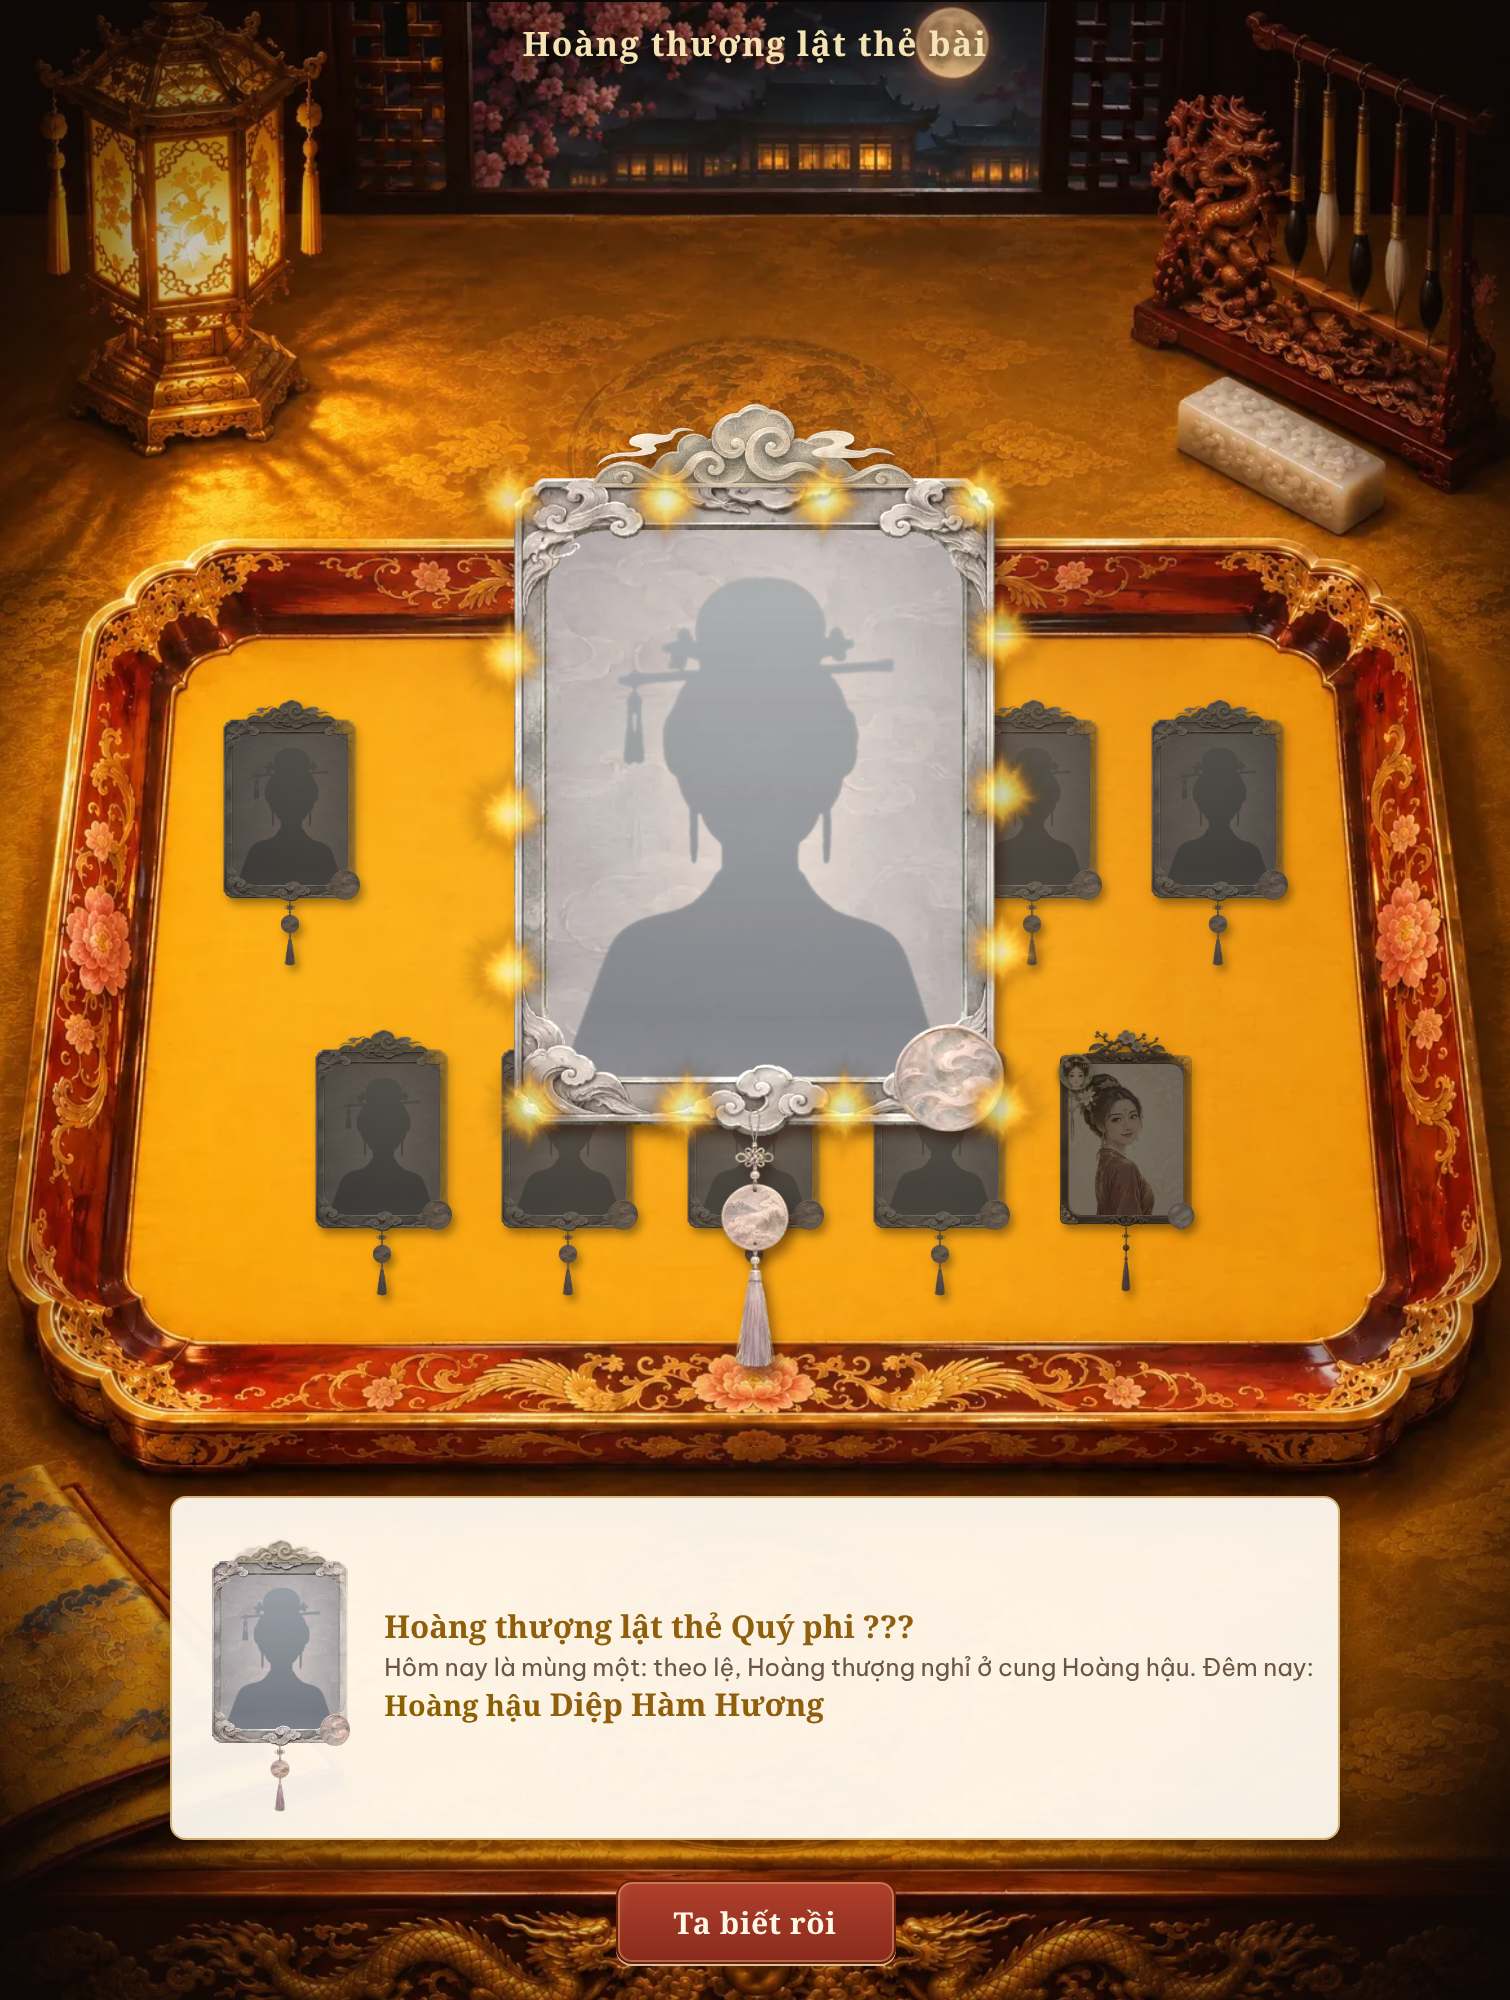 Hoàng thượng lật thẻ bài
Hoàng thượng lật thẻ Quý phi ???
Hôm nay là mùng một: theo lệ, Hoàng thượng nghỉ ở cung Hoàng hậu. Đêm nay:
Hoàng hậu Diệp Hàm Hương
Ta biết rồi